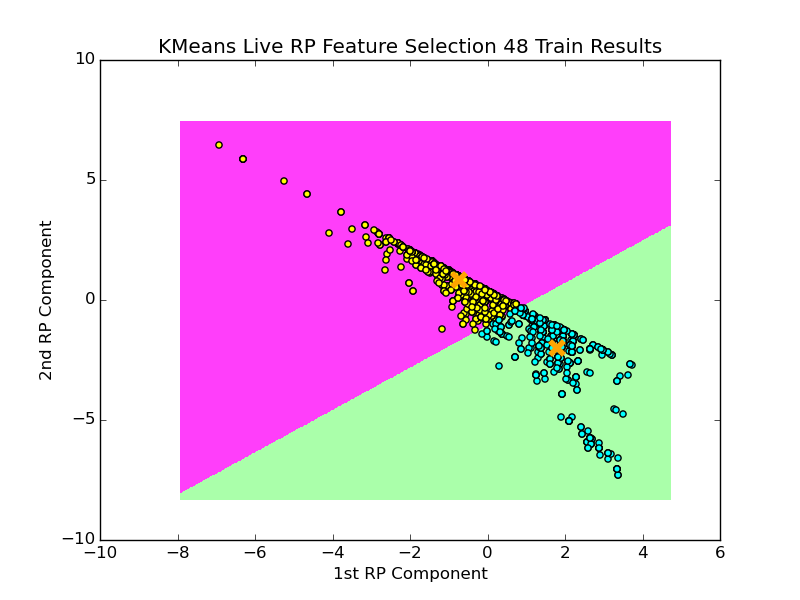 KMeans Live RP Feature Selection 48 Train Results
10
5
0
−5
−10
2nd RP Component
−10 −8 −6 −4 −2 0 2 4 6
1st RP Component